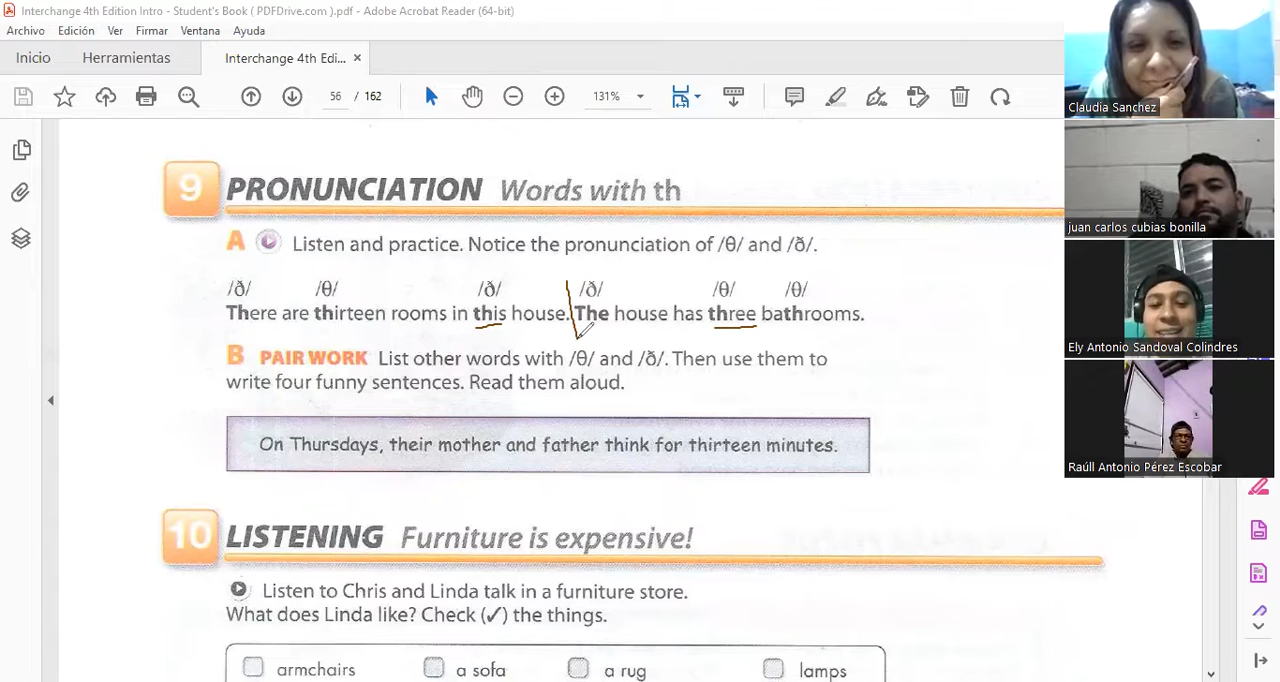 Interchange 4th Edition Intro - Student's Book ( PDFDrive.com ).pdf - Adobe Acrobat Reader (64-bit)
Archivo Edición Ver Firmar Ventana Ayuda
Inicio Herramientas Interchange 4th Edi... ×
56 / 162 131%
9 PRONUNCIATION Words with th
A Listen and practice. Notice the pronunciation of /θ/ and /ð/.
/ð/ /θ/ /ð/ /ð/ /θ/ /θ/
There are thirteen rooms in this house. The house has three bathrooms.
B PAIR WORK List other words with /θ/ and /ð/. Then use them to
write four funny sentences. Read them aloud.
On Thursdays, their mother and father think for thirteen minutes.
10 LISTENING Furniture is expensive!
Listen to Chris and Linda talk in a furniture store.
What does Linda like? Check (✓) the things.
armchairs a sofa a rug lamps
Claudia Sanchez
juan carlos cubias bonilla
Ely Antonio Sandoval Colindres
Raúll Antonio Pérez Escobar